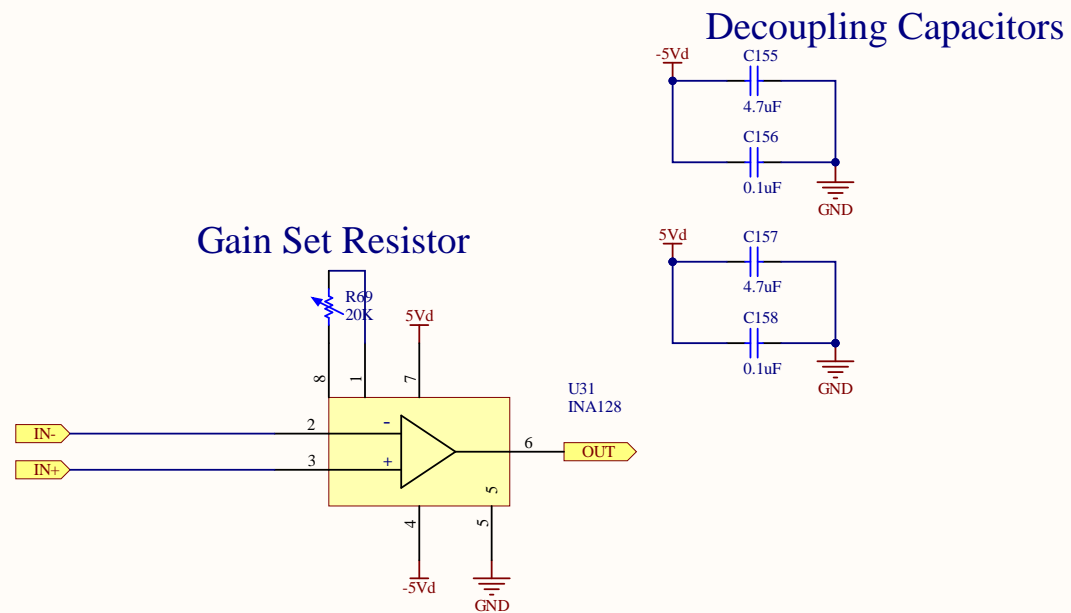 Decoupling Capacitors
-5Vd
C155
4.7uF
C156
0.1uF
GND
5Vd
C157
4.7uF
C158
0.1uF
GND
Gain Set Resistor
R69
20K
5Vd
8
1
7
U31
INA128
IN-
2
-
6
OUT
IN+
3
+
5
4
5
-5Vd
GND